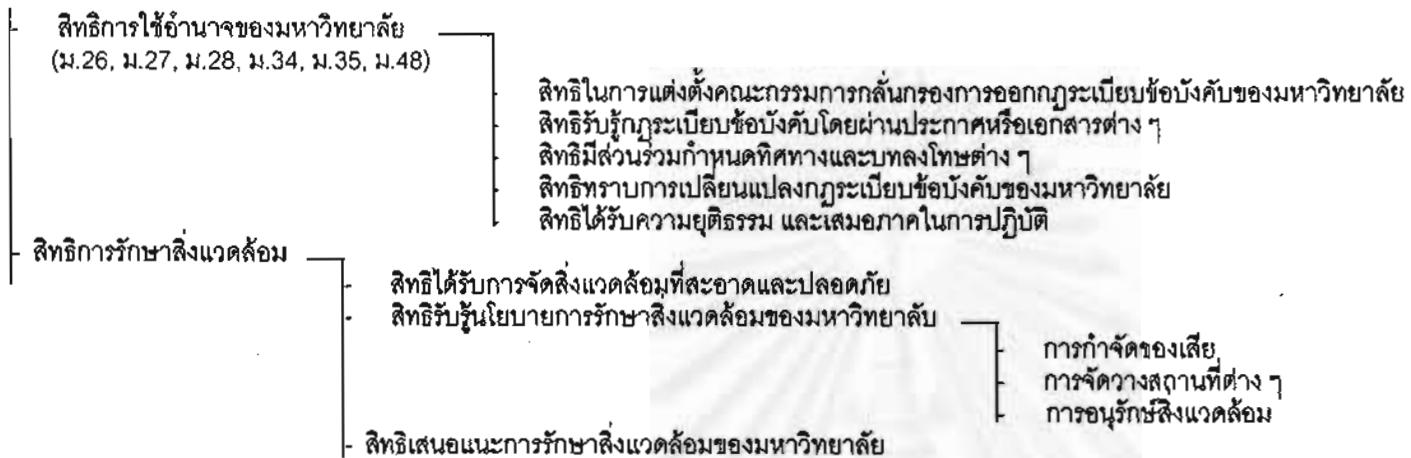 สิทธิการใช้อำนาจของมหาวิทยาลัย
(ม.26, ม.27, ม.28, ม.34, ม.35, ม.48)
สิทธิในการแต่งตั้งคณะกรรมการกลั่นกรองการออกกฎระเบียบข้อบังคับของมหาวิทยาลัย
สิทธิรับรู้กฎระเบียบข้อบังคับโดยผ่านประกาศหรือเอกสารต่าง ๆ
สิทธิมีส่วนร่วมกำหนดทิศทางและบทลงโทษต่าง ๆ
สิทธิทราบการเปลี่ยนแปลงกฎระเบียบข้อบังคับของมหาวิทยาลัย
สิทธิได้รับความยุติธรรม และเสมอภาคในการปฏิบัติ
สิทธิการรักษาสิ่งแวดล้อม
สิทธิได้รับการจัดสิ่งแวดล้อมที่สะอาดและปลอดภัย
สิทธิรับรู้นโยบายการรักษาสิ่งแวดล้อมของมหาวิทยาลับ
การกำจัดของเสีย
การจัดวางสถานที่ต่าง ๆ
การอนุรักษ์สิ่งแวดล้อม
สิทธิเสนอแนะการรักษาสิ่งแวดล้อมของมหาวิทยาลัย